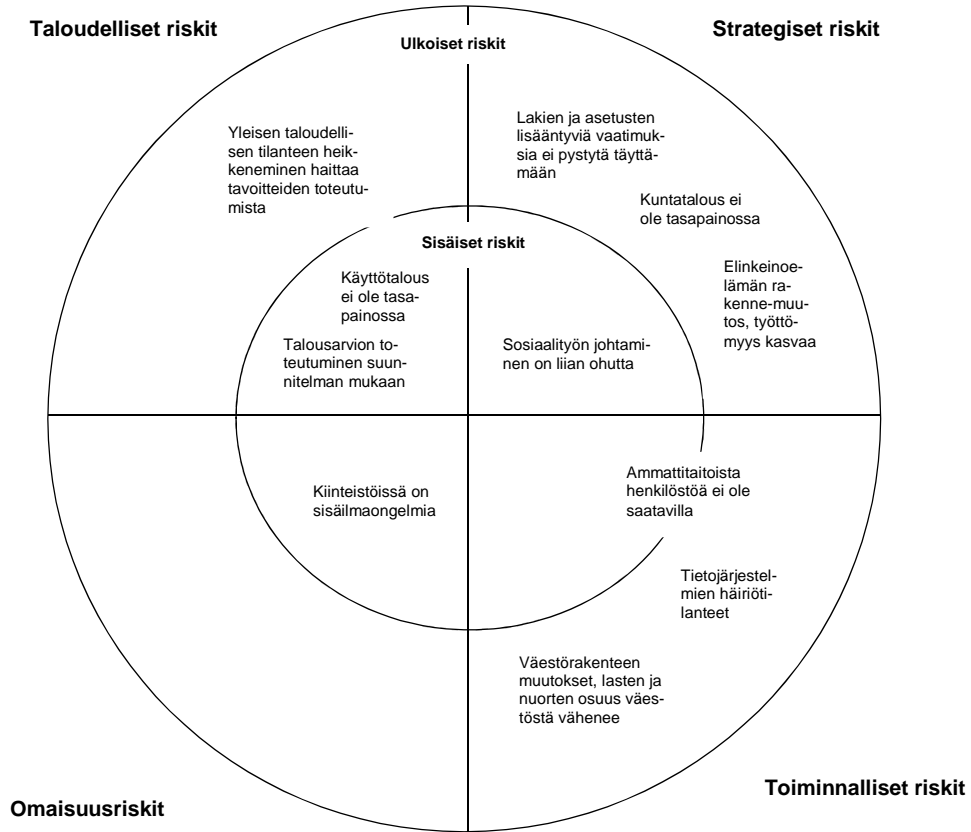 Taloudelliset riskit
Strategiset riskit
Ulkoiset riskit
Yleisen taloudelli-
sen tilanteen heik-
keneminen haittaa
tavoitteiden toteutu-
mista
Lakien ja asetusten
lisääntyviä vaatimuk-
sia ei pystytä täyttä-
mään
Kuntatalous ei
ole tasapainossa
Elinkeinoe-
lämän ra-
kenne-muu-
tos, työttö-
myys kasvaa
Sisäiset riskit
Käyttötalous
ei ole tasa-
painossa
Talousarvion to-
teutuminen suun-
nitelman mukaan
Sosiaalityön johtami-
nen on liian ohutta
Kiinteistöissä on
sisäilmaongelmia
Ammattitaitoista
henkilöstöä ei ole
saatavilla
Tietojärjestel-
mien häiriöti-
lanteet
Väestörakenteen
muutokset, lasten ja
nuorten osuus väes-
töstä vähenee
Omaisuusriskit
Toiminnalliset riskit